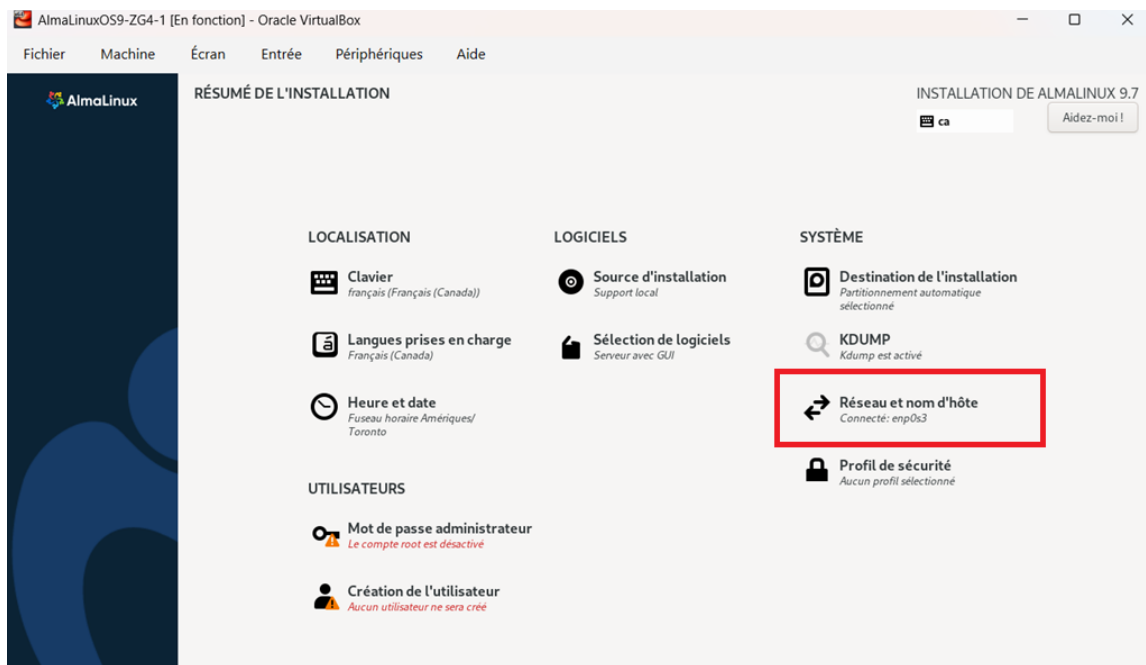 AlmaLinuxOS9-ZG4-1 [En fonction] - Oracle VirtualBox
Fichier Machine Écran Entrée Périphériques Aide
AlmaLinux
RÉSUMÉ DE L'INSTALLATION
INSTALLATION DE ALMALINUX 9.7
ca
Aidez-moi !
LOCALISATION
Clavier
français (Français (Canada))
Langues prises en charge
Français (Canada)
Heure et date
Fuseau horaire Amériques/
Toronto
LOGICIELS
Source d'installation
Support local
Sélection de logiciels
Serveur avec GUI
SYSTÈME
Destination de l'installation
Partitionnement automatique
sélectionné
KDUMP
Kdump est activé
Réseau et nom d'hôte
Connecté: enp0s3
Profil de sécurité
Aucun profil sélectionné
UTILISATEURS
Mot de passe administrateur
Le compte root est désactivé
Création de l'utilisateur
Aucun utilisateur ne sera créé